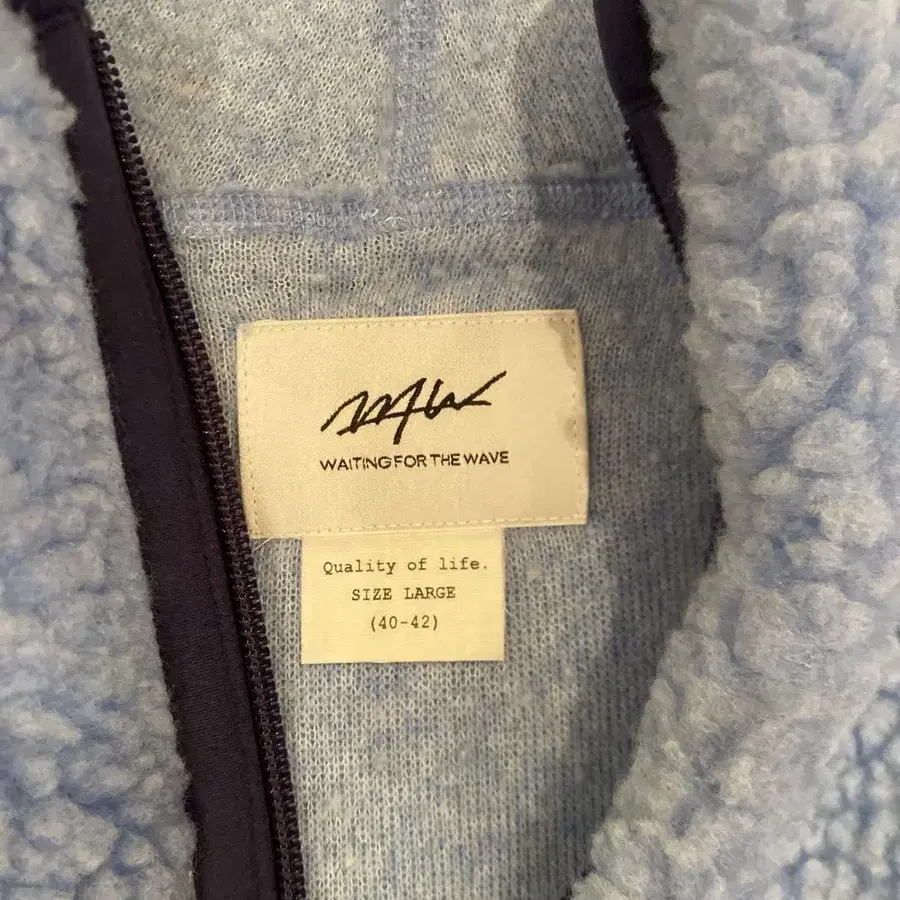 WAITING FOR THE WAVE
Quality of life.
SIZE LARGE
(40-42)